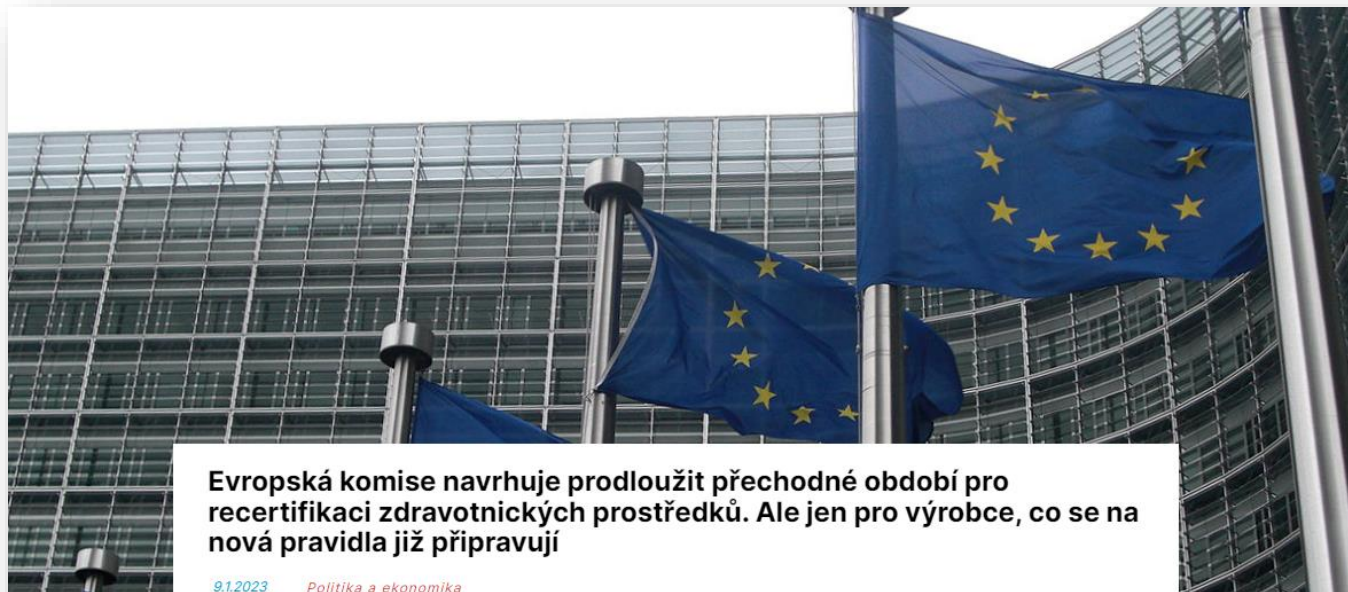 Evropská komise navrhuje prodloužit přechodné období pro
recertifikaci zdravotnických prostředků. Ale jen pro výrobce, co se na
nová pravidla již připravují
9.1.2023 Politika a ekonomika